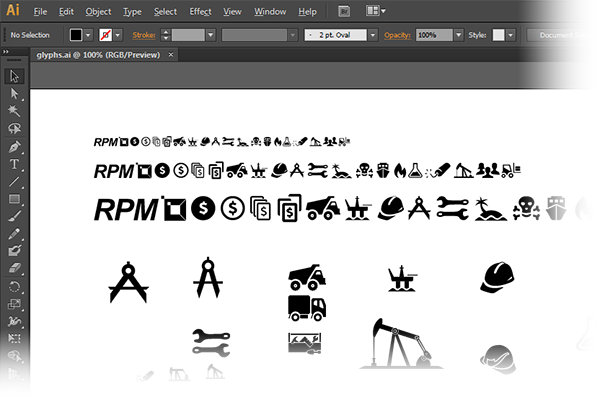 Ai File Edit Object Type Select Effect View Window Help Br
No Selection Stroke: 2 pt. Oval Opacity: 100% Style: Document
glyphs.ai @ 100% (RGB/Preview) ×
RPM $ $ $ $
RPM $ $ $ $
RPM $ $ $ $